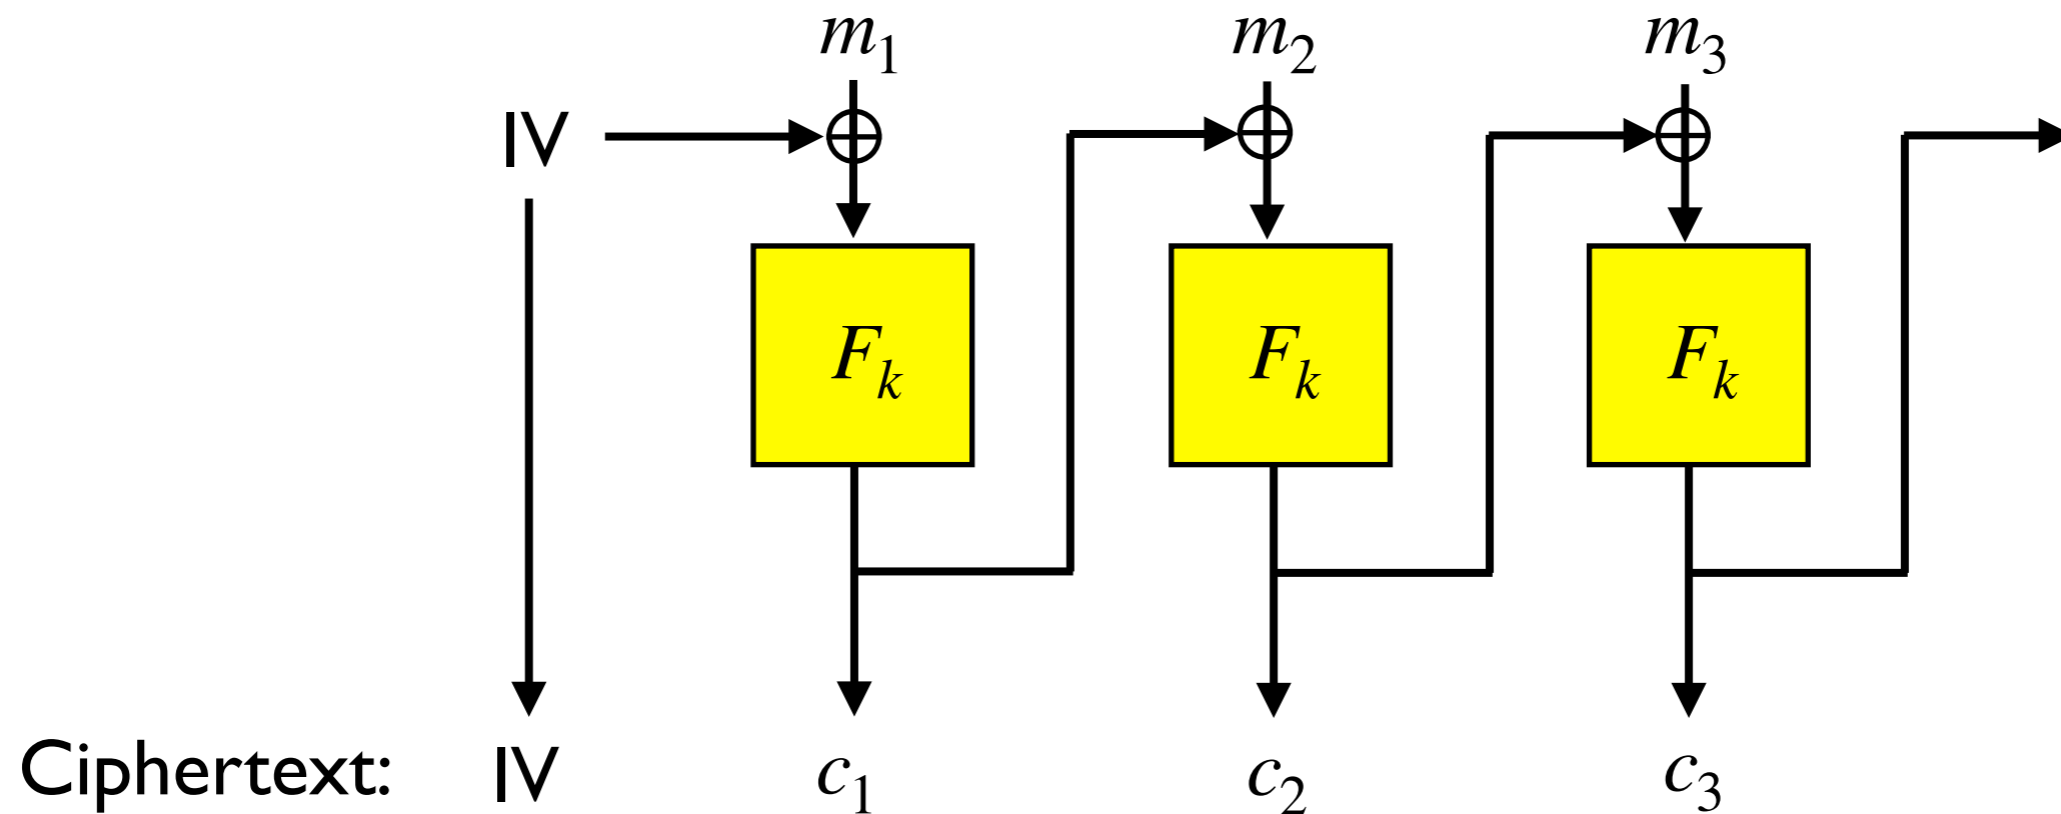 m₁ m₂ m₃
IV
Fₖ Fₖ Fₖ
Ciphertext: IV c₁ c₂ c₃